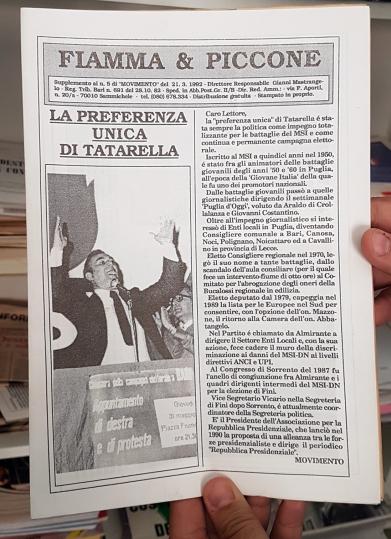 FIAMMA & PICCONE
Supplemento al n. 5 di "MOVIMENTO" del 21. 3. 1992 - Direttore Responsabile Gianni Mastrange-
lo - Reg. Trib. Bari n. 691 del 28.10. 82 - Sped. in Abb.Post.Gr. II/B -Dir. Red. Amm.: - via F. Aporti,
n. 20/a - 70010 Sammichele - tel. (080) 678.334 - Distribuzione gratuita - Stampato in proprio.
LA PREFERENZA
UNICA
DI TATARELLA
Caro Lettore,
la "preferenza unica" di Tatarella é sta
sempre la politica come impegno tota-
lizzante per le battaglie del MSI e come
continua e permanente campagna eletto-
rale.
Iscritto al MSI a quindici anni nel 1950,
é stato fra gli animatori delle battaglie
giovanili degli anni '50 e '60 in Puglia,
all'epoca della 'Giovane Italia' della qua-
le fu uno dei promotori nazionali.
Dalle battaglie giovanili passò a quelle
giornalistiche dirigendo il settimanale
'Puglia d'Oggi', voluto da Araldo di Crol-
lalanza e Giovanni Costantino.
Oltre all'impegno giornalistico si inte-
ressò di Enti locali in Puglia, diventando
Consigliere comunale a Bari, Canosa,
Noci, Polignano, Noicattaro ed a Cavalli-
no in provincia di Lecce.
Eletto Consigliere regionale nel 1970, le-
gò il suo nome a tante battaglie, dallo
scandalo dell'aula consiliare (per il quale
fece un intervento-fiume di otto ore) al Co-
mitato per l'abrogazione degli oneri della
Bucalossi regionale in edilizia.
Eletto deputato dal 1979, capeggia nel
1989 la lista per le Europee nel Sud per
consentire, con l'opzione dell'on. Mazzo-
ne, il ritorno alla Camera dell'on. Abba-
tangelo.
Nel Partito é chiamato da Almirante a
dirigere il Settore Enti Locali e, con la sua
azione, fece cadere il muro della discri-
minazione ai danni del MSI-DN ai livelli
direttivi ANCI e UPI.
Al Congresso di Sorrento del 1987 fu
l'anello di congiunzione fra Almirante e i
quadri dirigenti intermedi del MSI-DN
per la elezione di Fini.
Vice Segretario Vicario nella Segreteria
di Fini dopo Sorrento, é attualmente coor-
dinatore della Segreteria politica.
E' il Presidente dell'Associazione per la
Repubblica Presidenziale, che lanciò nel
1990 la proposta di una alleanza tra le for-
ze presidenzialiste e dirige il periodico
"Repubblica Presidenziale".
MOVIMENTO
Appuntamento
di destra
e di protesta
Giovedì
Piazza